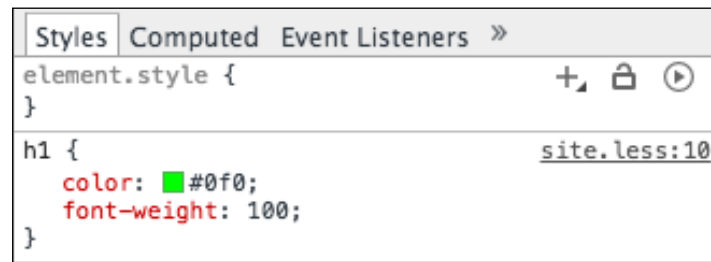 Styles Computed Event Listeners »
element.style {
}
h1 { site.less:10
color: #0f0;
font-weight: 100;
}